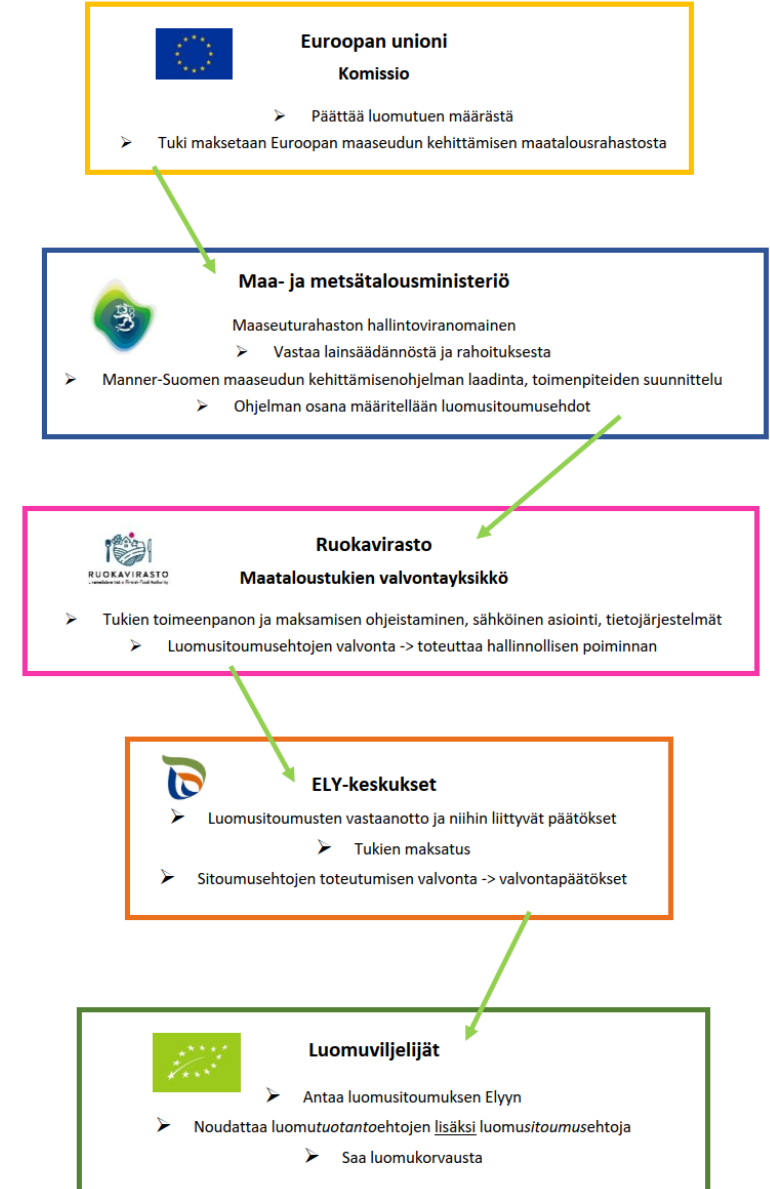 Euroopan unioni
Komissio
➢ Päättää luomutuen määrästä
➢ Tuki maksetaan Euroopan maaseudun kehittämisen maatalousrahastosta
Maa- ja metsätalousministeriö
Maaseuturahaston hallintoviranomainen
➢ Vastaa lainsäädännöstä ja rahoituksesta
➢ Manner-Suomen maaseudun kehittämisenohjelman laadinta, toimenpiteiden suunnittelu
➢ Ohjelman osana määritellään luomusitoumusehdot
RUOKAVIRASTO
Ruokavirasto
Maataloustukien valvontayksikkö
➢ Tukien toimeenpanon ja maksamisen ohjeistaminen, sähköinen asiointi, tietojärjestelmät
➢ Luomusitoumusehtojen valvonta -> toteuttaa hallinnollisen poiminnan
ELY-keskukset
➢ Luomusitoumusten vastaanotto ja niihin liittyvät päätökset
➢ Tukien maksatus
➢ Sitoumusehtojen toteutumisen valvonta -> valvontapäätökset
Luomuviljelijät
➢ Antaa luomusitoumuksen Elyyn
➢ Noudattaa luomutuotantoehtojen lisäksi luomusitoumusehtoja
➢ Saa luomukorvausta